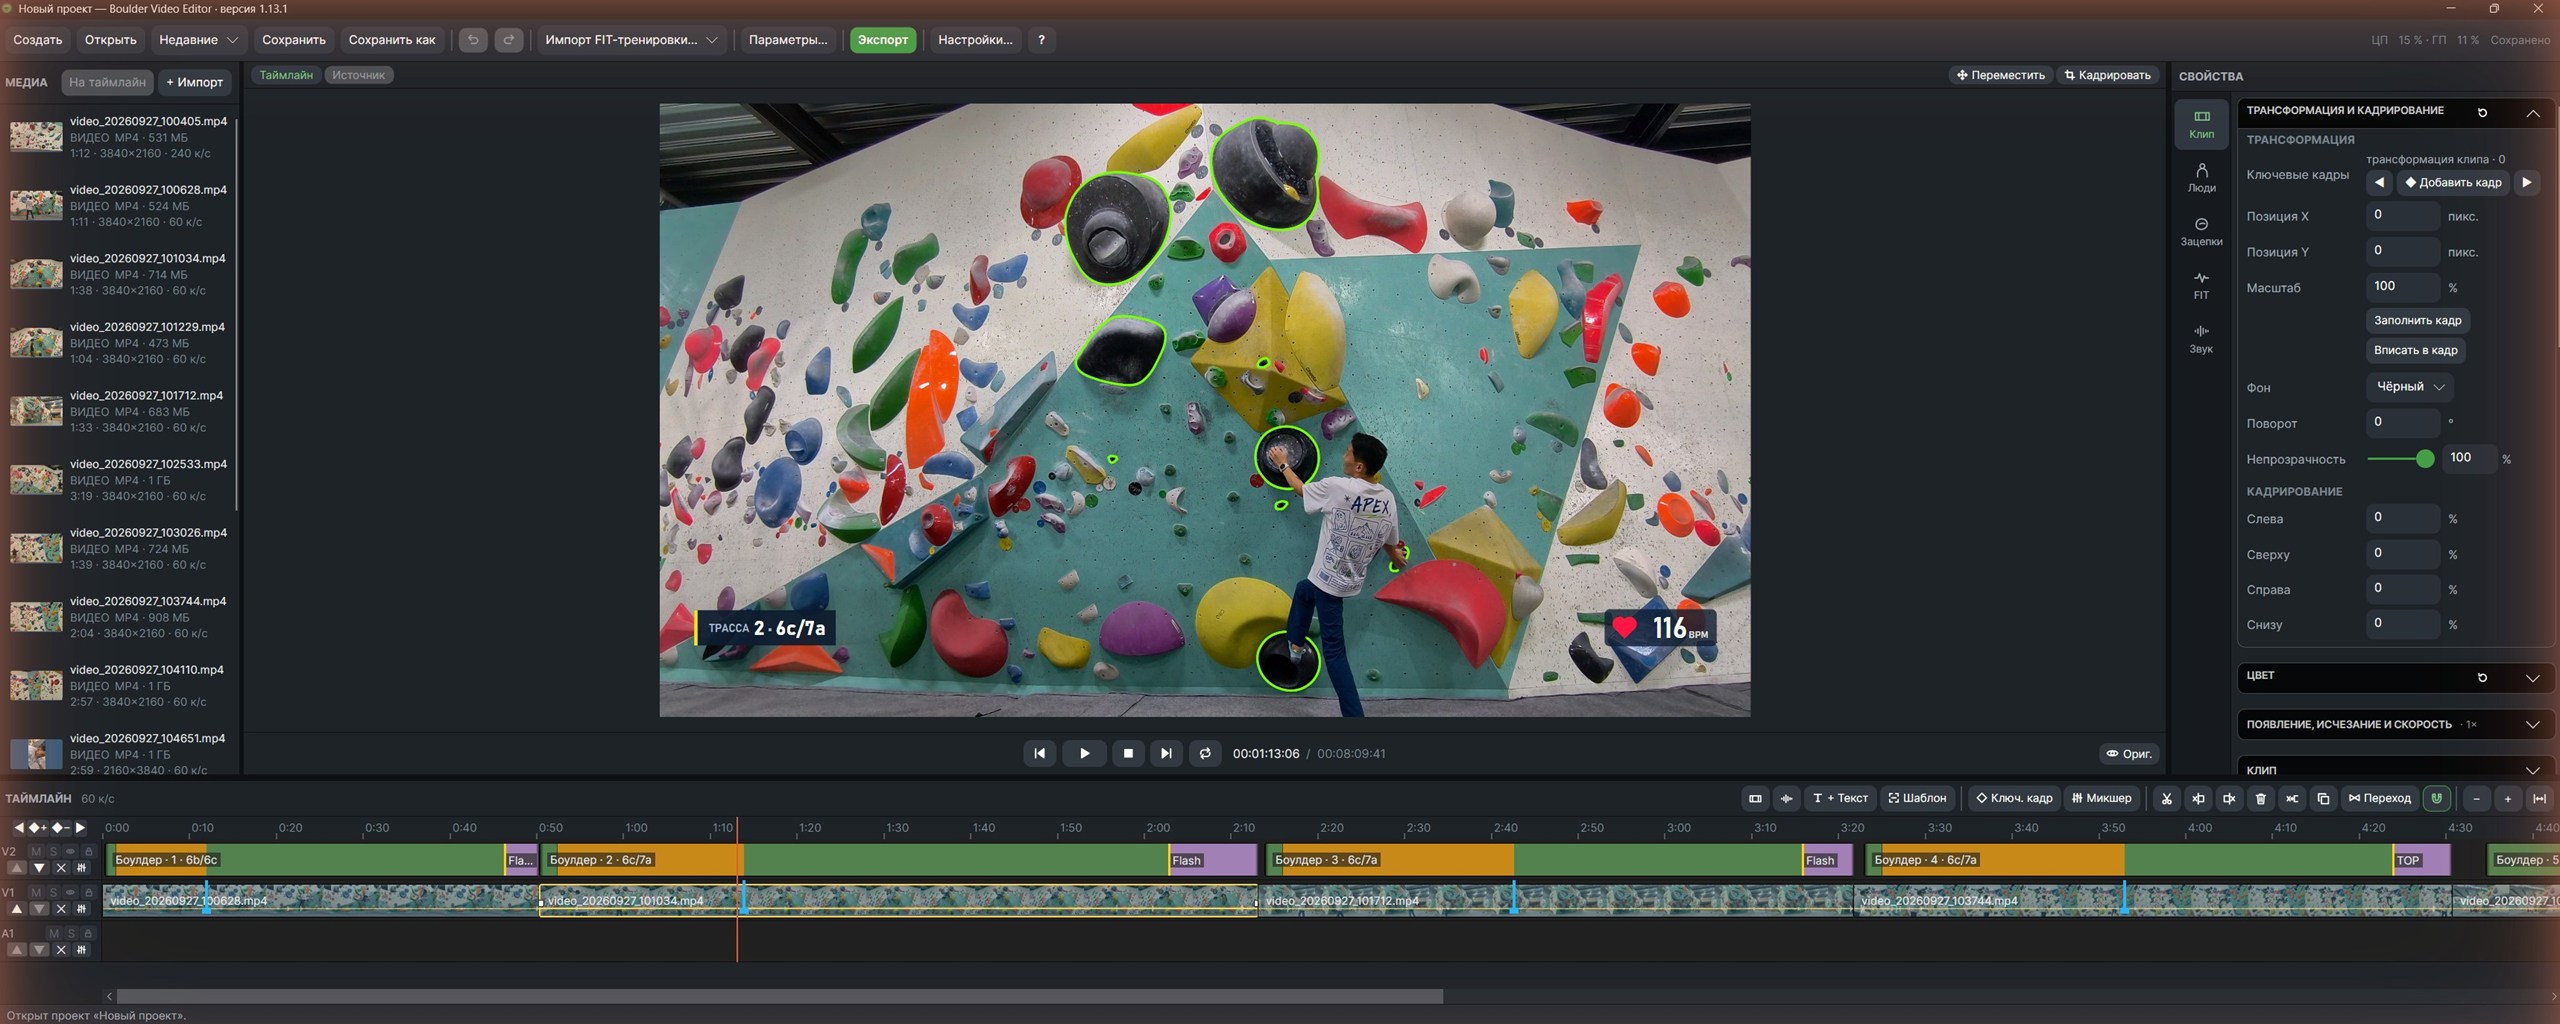 Новый проект — Boulder Video Editor · версия 1.13.1
Создать Открыть Недавние Сохранить Сохранить как Импорт FIT-тренировки... Параметры... Экспорт Настройки... ? ЦП 15 % · ГП 11 % Сохранено
МЕДИА На таймлайн + Импорт
video_20260927_100405.mp4
ВИДЕО MP4 · 531 МБ
1:12 · 3840×2160 · 240 к/с
video_20260927_100628.mp4
ВИДЕО MP4 · 524 МБ
1:11 · 3840×2160 · 60 к/с
video_20260927_101034.mp4
ВИДЕО MP4 · 714 МБ
1:38 · 3840×2160 · 60 к/с
video_20260927_101229.mp4
ВИДЕО MP4 · 473 МБ
1:04 · 3840×2160 · 60 к/с
video_20260927_101712.mp4
ВИДЕО MP4 · 683 МБ
1:33 · 3840×2160 · 60 к/с
video_20260927_102533.mp4
ВИДЕО MP4 · 1 ГБ
3:19 · 3840×2160 · 60 к/с
video_20260927_103026.mp4
ВИДЕО MP4 · 724 МБ
1:39 · 3840×2160 · 60 к/с
video_20260927_103744.mp4
ВИДЕО MP4 · 908 МБ
2:04 · 3840×2160 · 60 к/с
video_20260927_104110.mp4
ВИДЕО MP4 · 1 ГБ
2:57 · 3840×2160 · 60 к/с
video_20260927_104651.mp4
ВИДЕО MP4 · 1 ГБ
2:59 · 2160×3840 · 60 к/с
Таймлайн Источник Переместить Кадрировать
APEX
ТРАССА 2 · 6c/7a
116 BPM
00:01:13:06 / 00:08:09:41 Ориг.
СВОЙСТВА
Клип
Люди
Зацепки
FIT
Звук
ТРАНСФОРМАЦИЯ И КАДРИРОВАНИЕ
ТРАНСФОРМАЦИЯ
трансформация клипа · 0
Ключевые кадры Добавить кадр
Позиция X 0 пикс.
Позиция Y 0 пикс.
Масштаб 100 %
Заполнить кадр
Вписать в кадр
Фон Чёрный
Поворот 0 °
Непрозрачность 100 %
КАДРИРОВАНИЕ
Слева 0 %
Сверху 0 %
Справа 0 %
Снизу 0 %
ЦВЕТ
ПОЯВЛЕНИЕ, ИСЧЕЗАНИЕ И СКОРОСТЬ · 1×
КЛИП
ТАЙМЛАЙН 60 к/с T + Текст Шаблон Ключ. кадр Микшер Переход
0:00 0:10 0:20 0:30 0:40 0:50 1:00 1:10 1:20 1:30 1:40 1:50 2:00 2:10 2:20 2:30 2:40 2:50 3:00 3:10 3:20 3:30 3:40 3:50 4:00 4:10 4:20 4:30 4:40
V2 M S Боулдер · 1 · 6b/6c Fla... Боулдер · 2 · 6c/7a Flash Боулдер · 3 · 6c/7a Flash Боулдер · 4 · 6c/7a TOP Боулдер · 5
V1 M S video_20260927_100628.mp4 video_20260927_101034.mp4 video_20260927_101712.mp4 video_20260927_103744.mp4 video_20260927_10
A1 M S
Открыт проект «Новый проект».